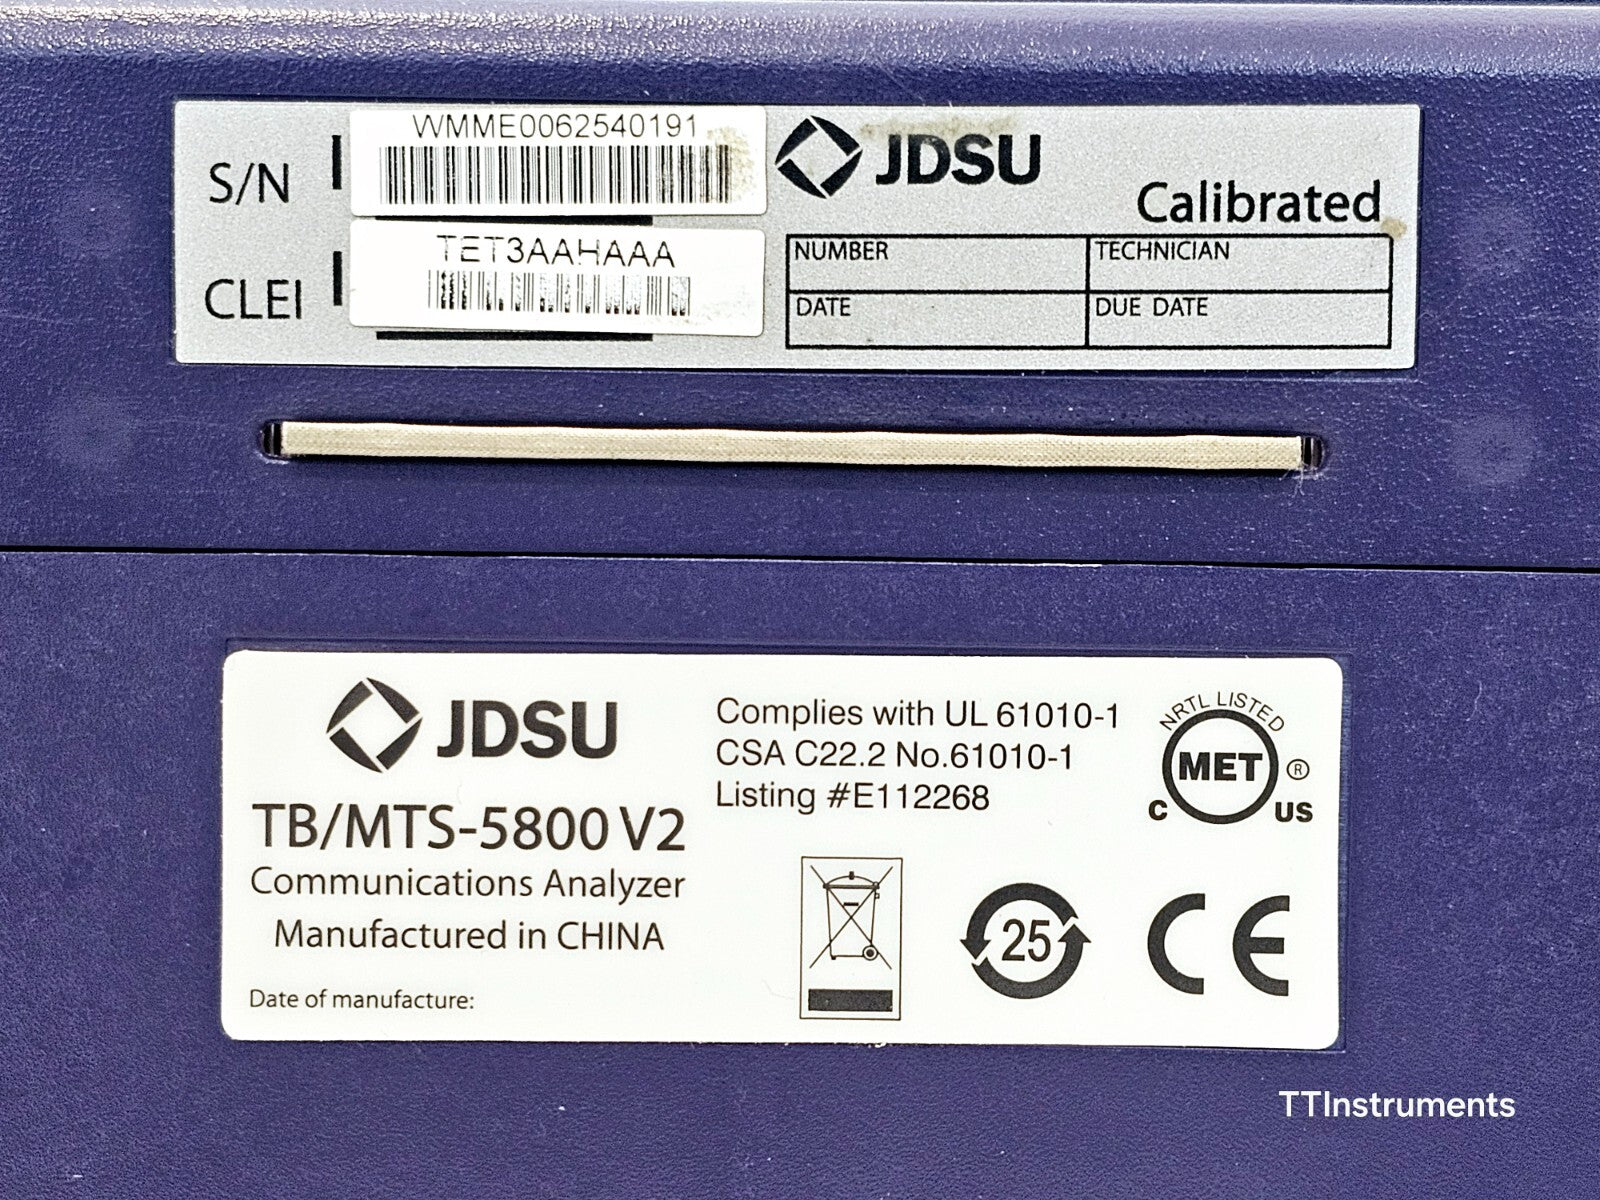 S/N
WMME0062540191
CLEI
TET3AAHAAA
JDSU
Calibrated
NUMBER
TECHNICIAN
DATE
DUE DATE
JDSU
TB/MTS-5800 V2
Communications Analyzer
Manufactured in CHINA
Date of manufacture:
Complies with UL 61010-1
CSA C22.2 No.61010-1
Listing #E112268
NRTL LISTED
MET ®
C US
25
CE
TTInstruments